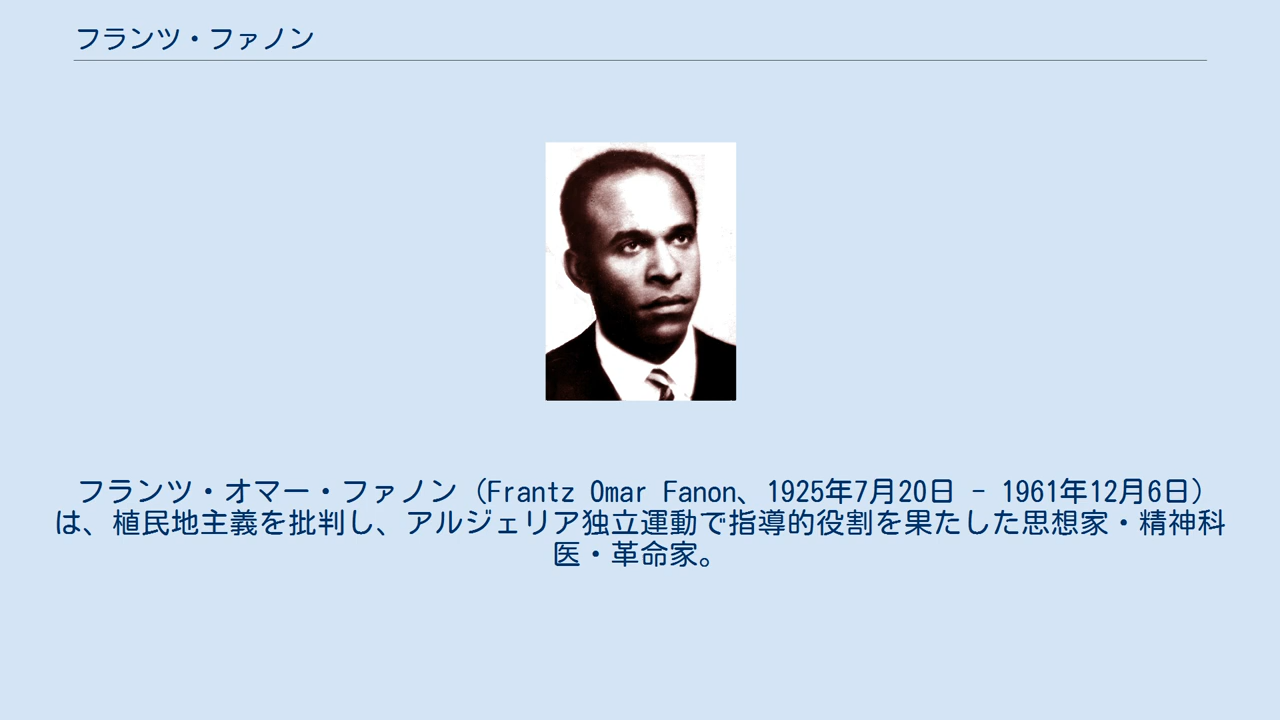 フランツ・ファノン
フランツ・オマー・ファノン（Frantz Omar Fanon、1925年7月20日 - 1961年12月6日）
は、植民地主義を批判し、アルジェリア独立運動で指導的役割を果たした思想家・精神科
医・革命家。